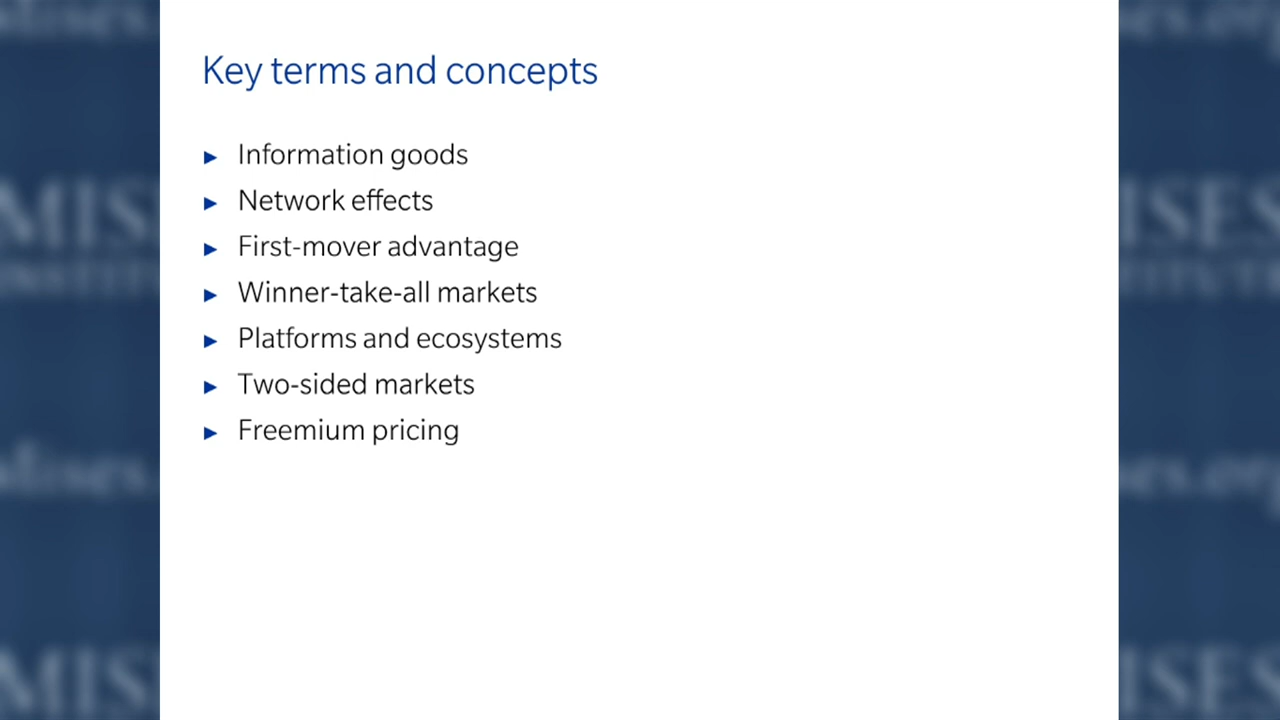 Key terms and concepts
► Information goods
► Network effects
► First-mover advantage
► Winner-take-all markets
► Platforms and ecosystems
► Two-sided markets
► Freemium pricing